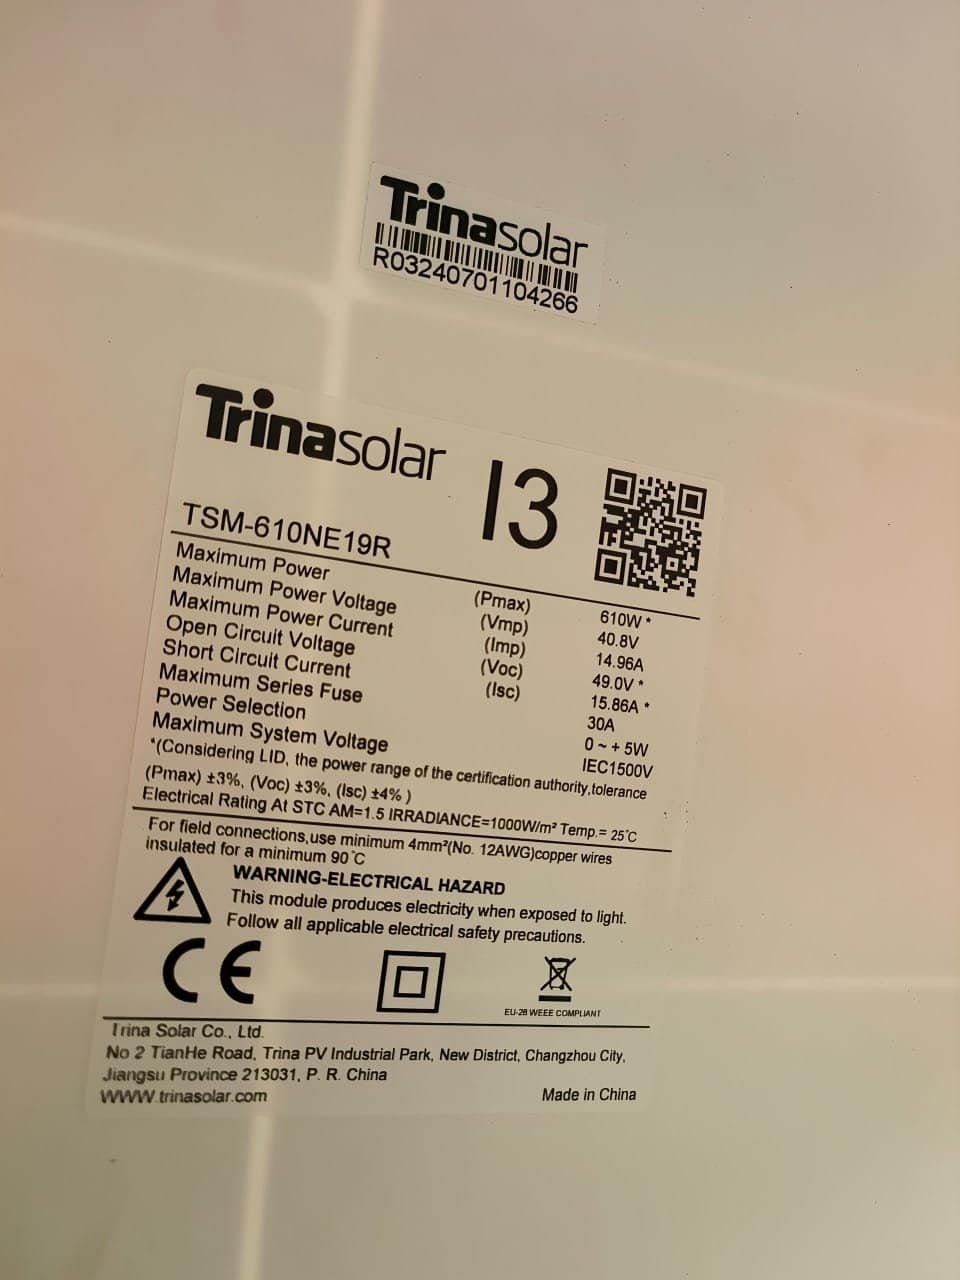 Trinasolar
R03240701104266
Trinasolar
I3
TSM-610NE19R
Maximum Power (Pmax) 610W *
Maximum Power Voltage (Vmp) 40.8V
Maximum Power Current (Imp) 14.96A
Open Circuit Voltage (Voc) 49.0V *
Short Circuit Current (Isc) 15.86A *
Maximum Series Fuse 30A
Power Selection 0 ~ + 5W
Maximum System Voltage IEC1500V
*(Considering LID, the power range of the certification authority,tolerance
(Pmax) ±3%, (Voc) ±3%, (Isc) ±4% )
Electrical Rating At STC AM=1.5 IRRADIANCE=1000W/m² Temp.= 25℃
For field connections,use minimum 4mm²(No. 12AWG)copper wires
insulated for a minimum 90℃
WARNING-ELECTRICAL HAZARD
This module produces electricity when exposed to light.
Follow all applicable electrical safety precautions.
CE
EU-28 WEEE COMPLIANT
Trina Solar Co., Ltd.
No 2 TianHe Road, Trina PV Industrial Park, New District, Changzhou City,
Jiangsu Province 213031, P. R. China
WWW.trinasolar.com Made in China